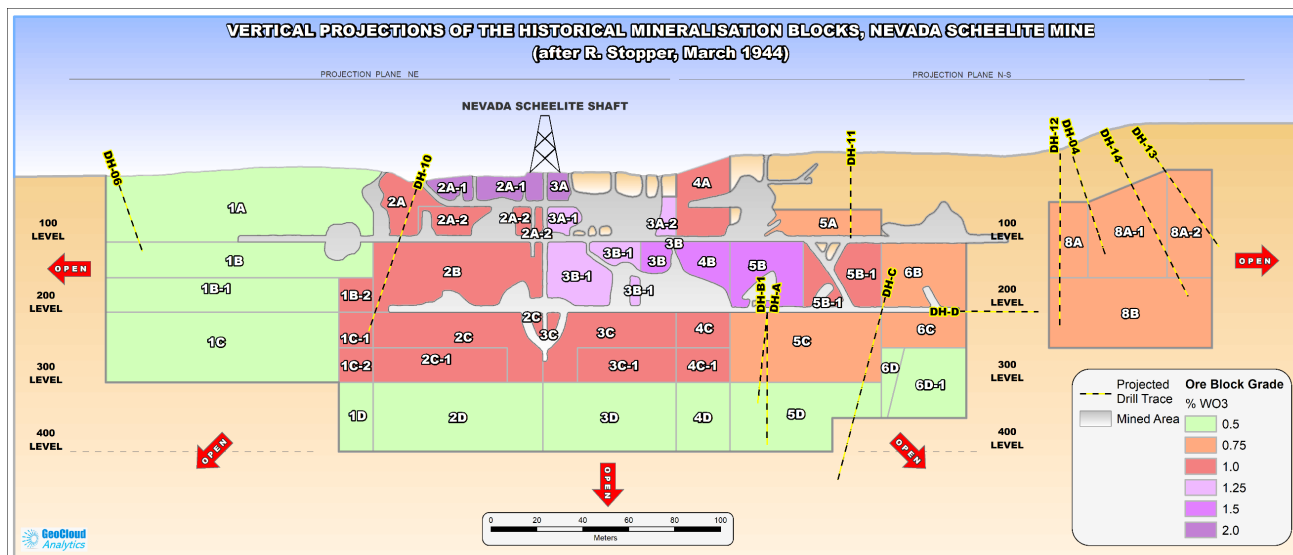 VERTICAL PROJECTIONS OF THE HISTORICAL MINERALISATION BLOCKS, NEVADA SCHEELITE MINE
(after R. Stopper, March 1944)
PROJECTION PLANE NE
PROJECTION PLANE N-S
NEVADA SCHEELITE SHAFT
DH-06
DH-10
DH-11
DH-12
DH-04
DH-14
DH-13
2A-1
2A-1
3A
4A
1A
2A
2A-2
2A-2
2A-2
3A-1
3A-2
5A
8A
8A-1
8A-2
100
LEVEL
100
LEVEL
OPEN
OPEN
1B
1B-1
1B-2
2B
3B-1
3B-1
3B-1
3B
3B
4B
5B
5B-1
5B-1
6B
8B
DH-B1
DH-A
DH-C
DH-D
200
LEVEL
200
LEVEL
1C
1C-1
1C-2
2C
2C
2C-1
3C
3C
3C-1
4C
4C-1
5C
6C
300
LEVEL
300
LEVEL
6D
6D-1
1D
2D
3D
4D
5D
400
LEVEL
400
LEVEL
OPEN
OPEN
OPEN
Projected
Drill Trace
Mined Area
Ore Block Grade
% WO3
0.5
0.75
1.0
1.25
1.5
2.0
0 20 40 60 80 100
Meters
GeoCloud
Analytics